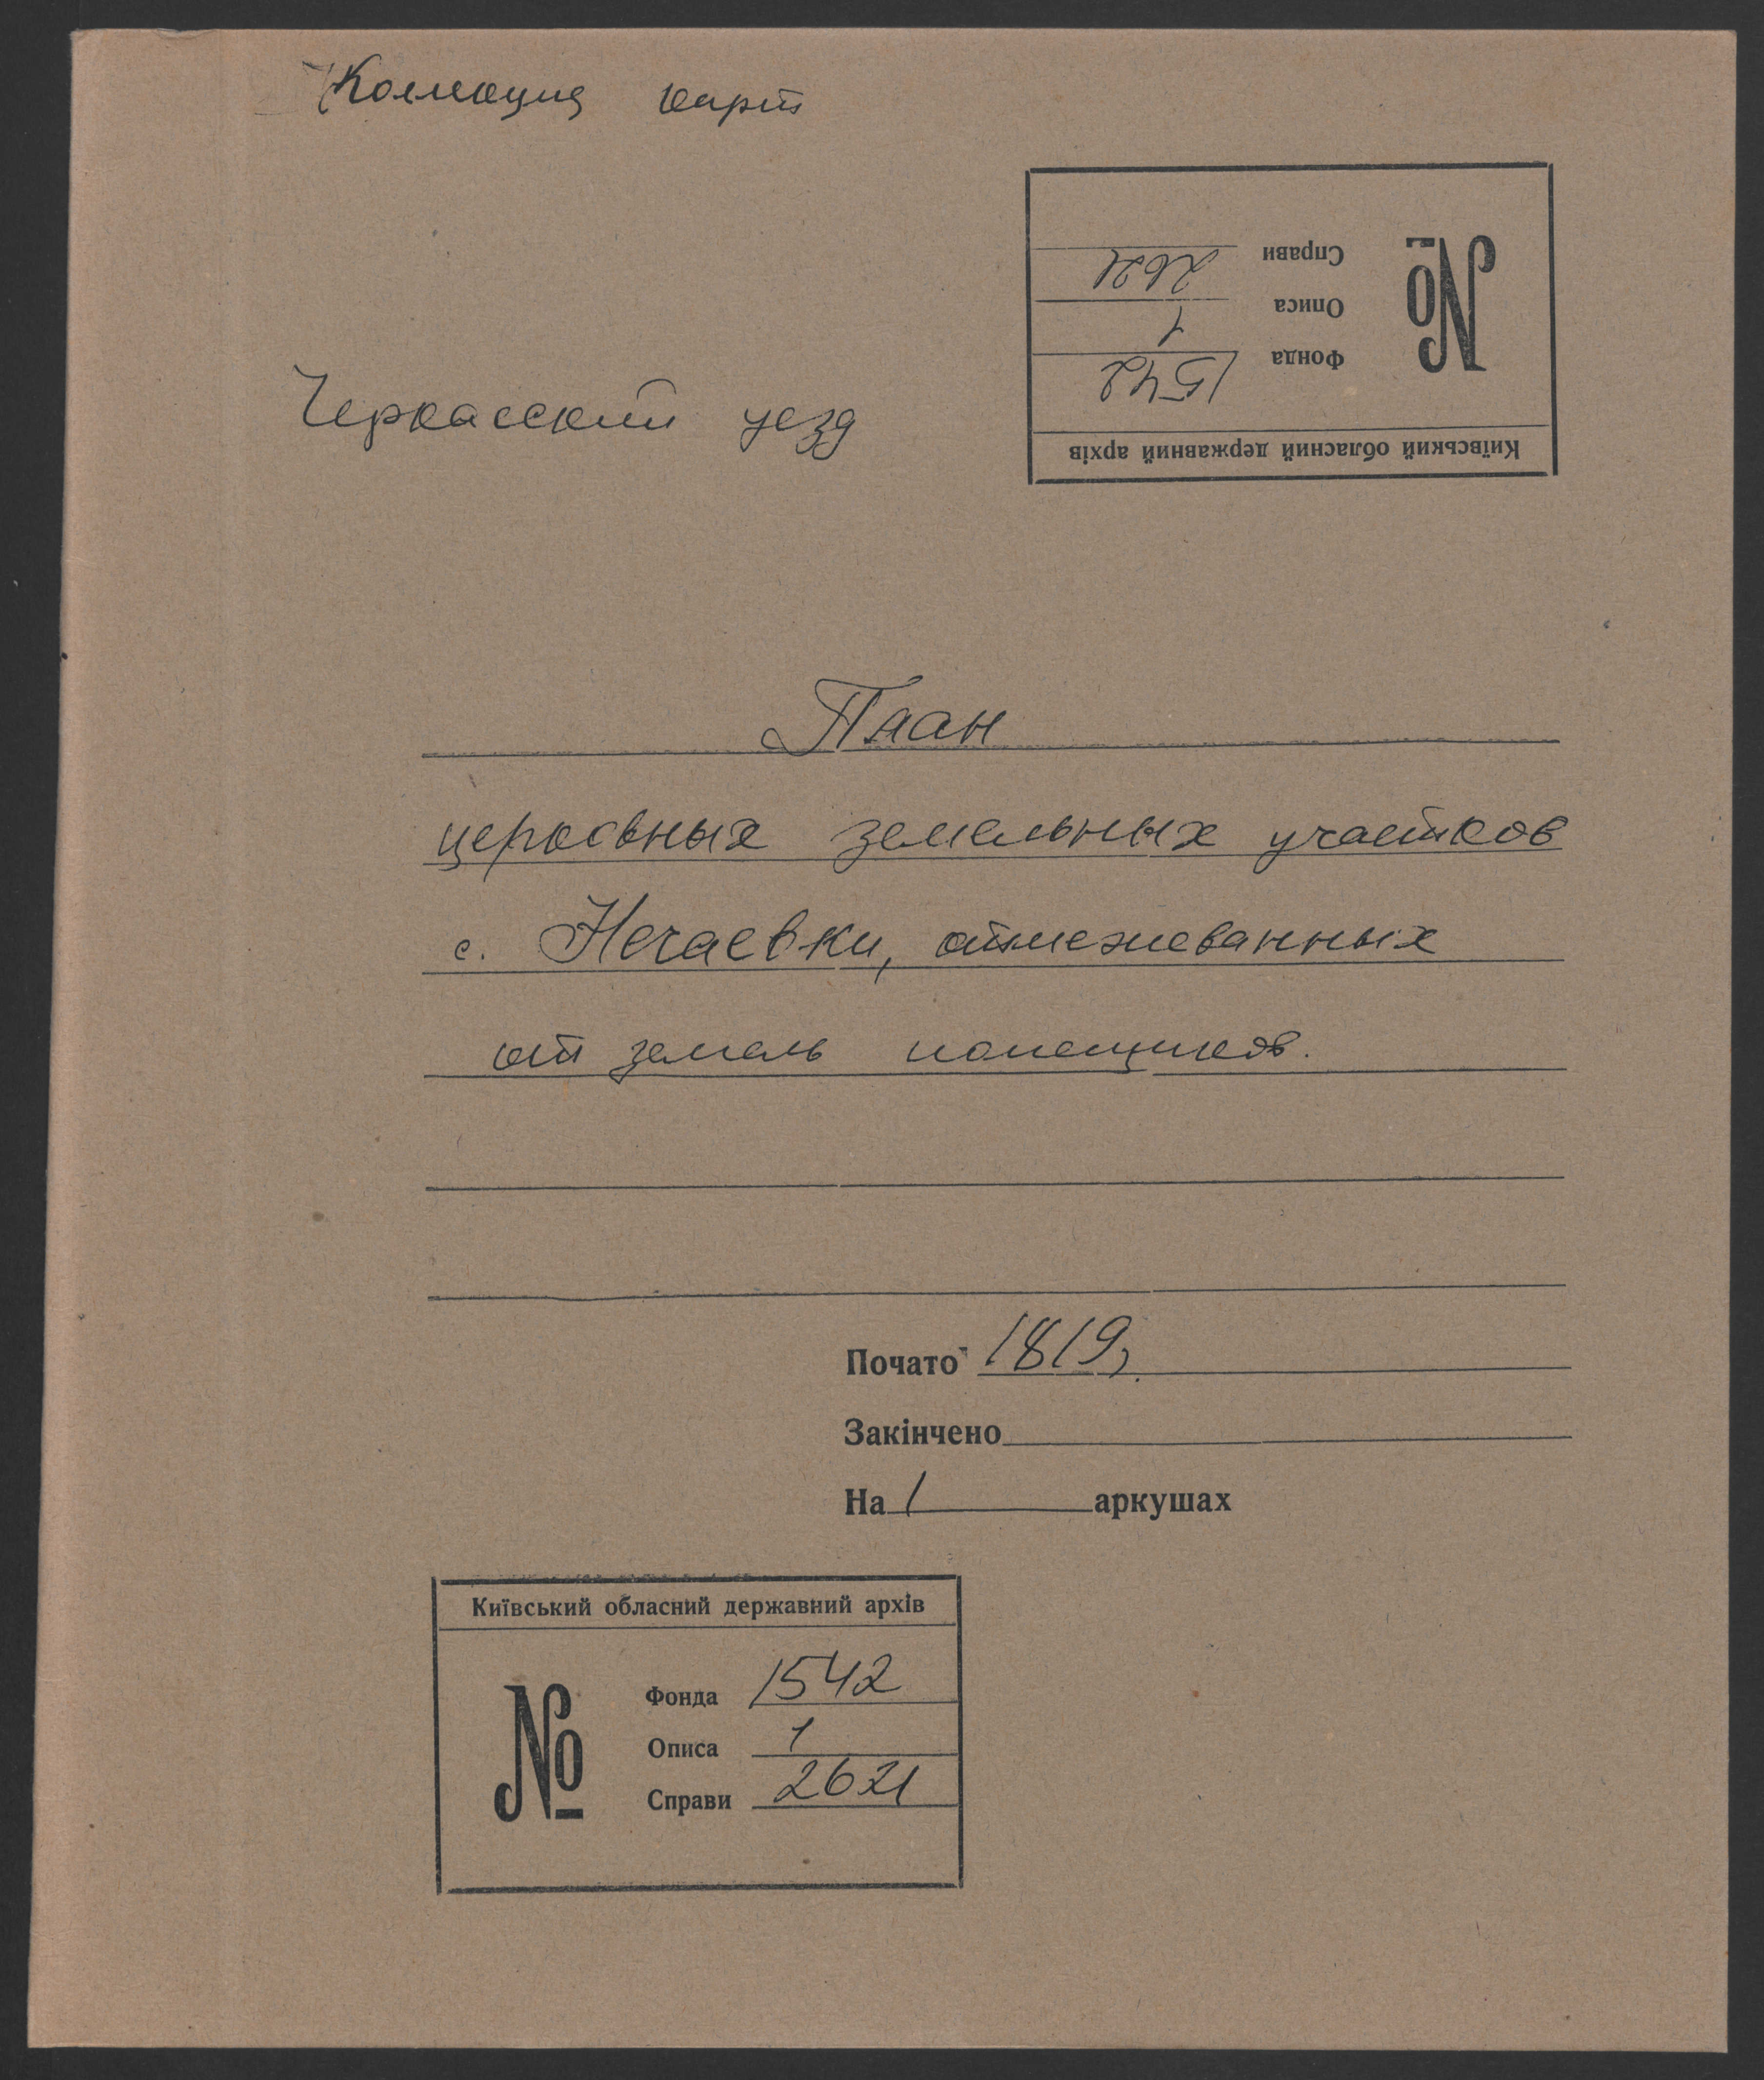 Коллекция карт
Справи 2621
Описа 1
Фонда 1542
№
Київський обласний державний архів
Черкасский уезд
План
церковных земельных участков
с. Нечаевки, отмежеванных
от земель помещиков.
Почато 1819г.
Закінчено
На 1 аркушах
Київський обласний державний архів
№
Фонда 1542
Описа 1
Справи 2621